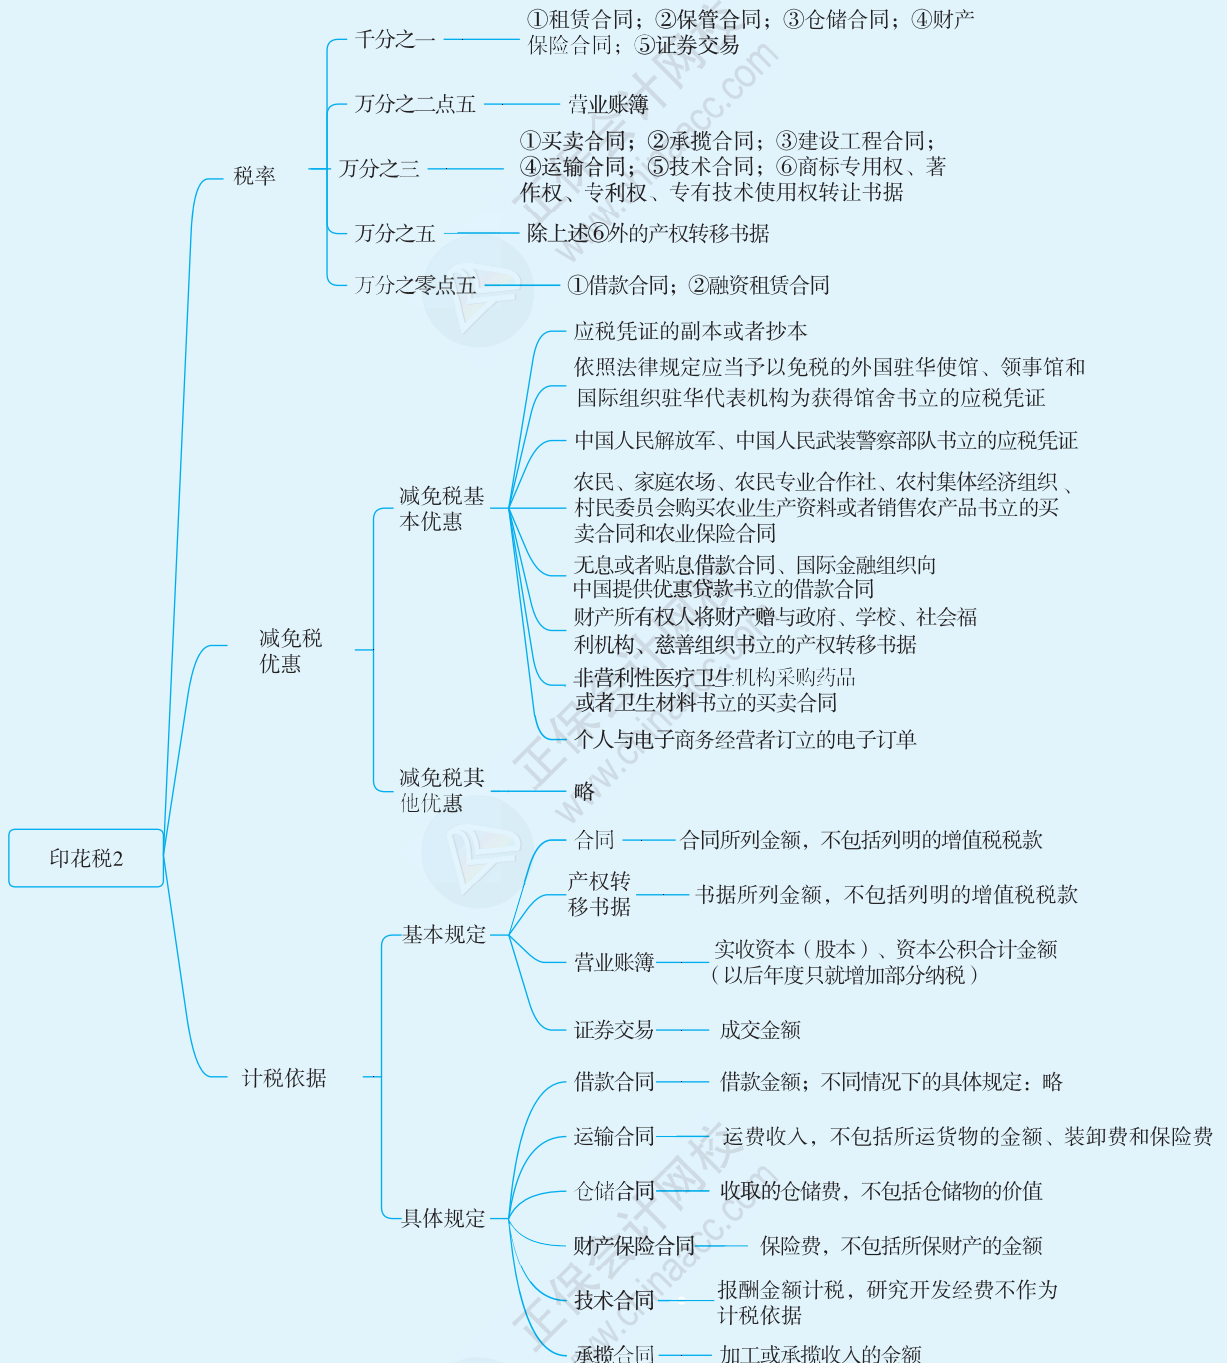 印花税2
税率
千分之一
①租赁合同；②保管合同；③仓储合同；④财产
保险合同；⑤证券交易
万分之二点五
营业账簿
万分之三
①买卖合同；②承揽合同；③建设工程合同；
④运输合同；⑤技术合同；⑥商标专用权、著
作权、专利权、专有技术使用权转让书据
万分之五
除上述⑥外的产权转移书据
万分之零点五
①借款合同；②融资租赁合同
减免税
优惠
减免税基
本优惠
应税凭证的副本或者抄本
依照法律规定应当予以免税的外国驻华使馆、领事馆和
国际组织驻华代表机构为获得馆舍书立的应税凭证
中国人民解放军、中国人民武装警察部队书立的应税凭证
农民、家庭农场、农民专业合作社、农村集体经济组织、
村民委员会购买农业生产资料或者销售农产品书立的买
卖合同和农业保险合同
无息或者贴息借款合同、国际金融组织向
中国提供优惠贷款书立的借款合同
财产所有权人将财产赠与政府、学校、社会福
利机构、慈善组织书立的产权转移书据
非营利性医疗卫生机构采购药品
或者卫生材料书立的买卖合同
个人与电子商务经营者订立的电子订单
减免税其
他优惠
略
计税依据
基本规定
合同
合同所列金额，不包括列明的增值税税款
产权转
移书据
书据所列金额，不包括列明的增值税税款
营业账簿
实收资本（股本）、资本公积合计金额
（以后年度只就增加部分纳税）
证券交易
成交金额
具体规定
借款合同
借款金额；不同情况下的具体规定：略
运输合同
运费收入，不包括所运货物的金额、装卸费和保险费
仓储合同
收取的仓储费，不包括仓储物的价值
财产保险合同
保险费，不包括所保财产的金额
技术合同
报酬金额计税，研究开发经费不作为
计税依据
承揽合同
加工或承揽收入的金额
正保会计网校
www.chinaacc.com
正保会计网校
www.chinaacc.com
正保会计网校
www.chinaacc.com